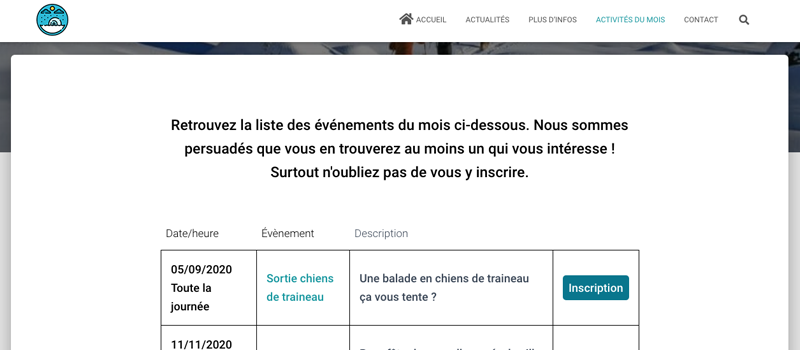 ACCUEIL ACTUALITÉS PLUS D'INFOS ACTIVITÉS DU MOIS CONTACT
Retrouvez la liste des événements du mois ci-dessous. Nous sommes
persuadés que vous en trouverez au moins un qui vous intéresse !
Surtout n'oubliez pas de vous y inscrire.
Date/heure Évènement Description
05/09/2020
Toute la
journée
Sortie chiens
de traineau
Une balade en chiens de traineau
ça vous tente ?
Inscription
11/11/2020